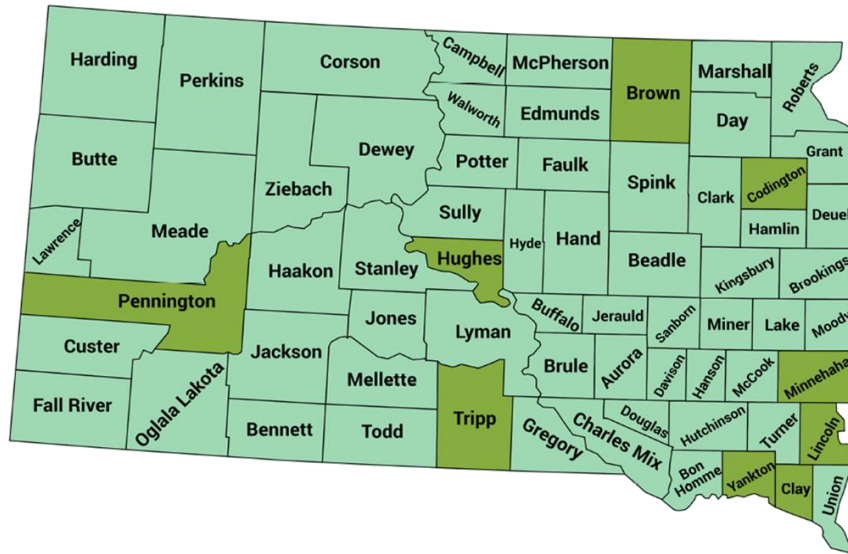 Harding
Perkins
Corson
Campbell
McPherson
Brown
Marshall
Roberts
Walworth
Edmunds
Day
Butte
Dewey
Potter
Faulk
Spink
Grant
Ziebach
Clark
Codington
Lawrence
Meade
Sully
Hyde
Hand
Hamlin
Deuel
Haakon
Stanley
Hughes
Beadle
Kingsbury
Brookings
Pennington
Jones
Lyman
Buffalo
Jerauld
Sanborn
Miner
Lake
Moody
Custer
Jackson
Mellette
Brule
Aurora
Davison
Hanson
McCook
Minnehaha
Fall River
Oglala Lakota
Bennett
Todd
Tripp
Gregory
Charles Mix
Douglas
Hutchinson
Turner
Lincoln
Bon
Homme
Yankton
Clay
Union